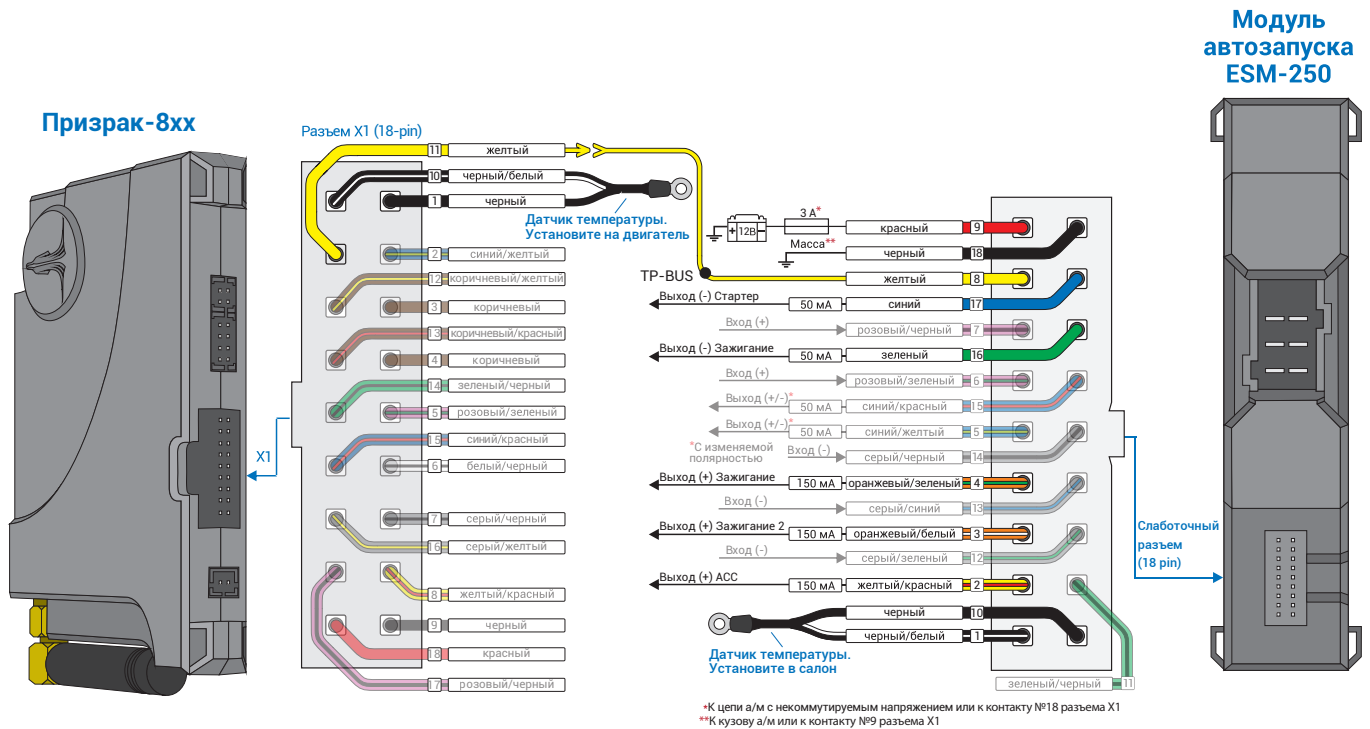 Модуль
автозапуска
ESM-250
Призрак-8xx
Разъем X1 (18-pin)
11 желтый
10 черный/белый
1 черный
Датчик температуры.
Установите на двигатель
2 синий/желтый
12 коричневый/желтый
3 коричневый
13 коричневый/красный
4 коричневый
14 зеленый/черный
5 розовый/зеленый
15 синий/красный
6 белый/черный
7 серый/черный
16 серый/желтый
8 желтый/красный
9 черный
18 красный
17 розовый/черный
X1
TP-BUS
+ 12В -
3 А*
красный 9
Масса**
черный 18
желтый 8
Выход (-) Стартер 50 мА синий 17
Вход (+) розовый/черный 7
Выход (-) Зажигание 50 мА зеленый 16
Вход (+) розовый/зеленый 6
Выход (+/-)* 50 мА синий/красный 15
Выход (+/-)* 50 мА синий/желтый 5
*С изменяемой
полярностью
Вход (-) серый/черный 14
Выход (+) Зажигание 150 мА оранжевый/зеленый 4
Вход (-) серый/синий 13
Выход (+) Зажигание 2 150 мА оранжевый/белый 3
Вход (-) серый/зеленый 12
Выход (+) ACC 150 мА желтый/красный 2
черный 10
черный/белый 1
Датчик температуры.
Установите в салон
зеленый/черный 11
Слаботочный
разъем
(18 pin)
*К цепи а/м с некоммутируемым напряжением или к контакту №18 разъема X1
**К кузову а/м или к контакту №9 разъема X1